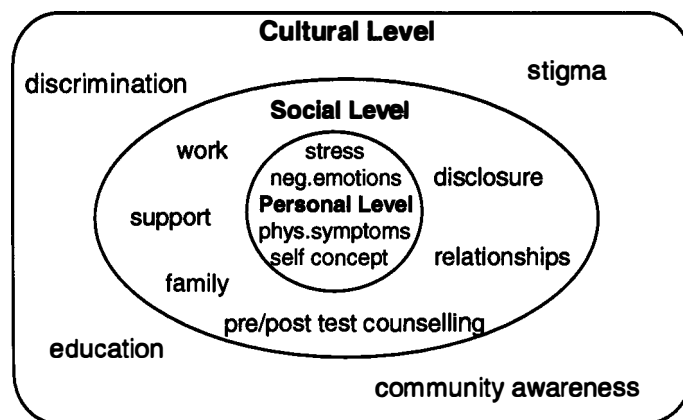 Cultural Level
discrimination
stigma
Social Level
work
stress
neg.emotions
disclosure
Personal Level
support
phys.symptoms
self concept
relationships
family
pre/post test counselling
education
community awareness